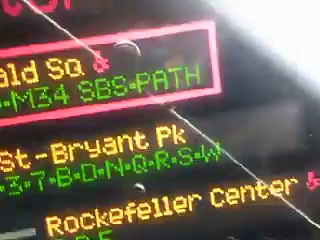 ald Sq
M34 SBS-PATH
St-Bryant Pk
3·7·B·D·N·Q·R·S·W
Rockefeller Center